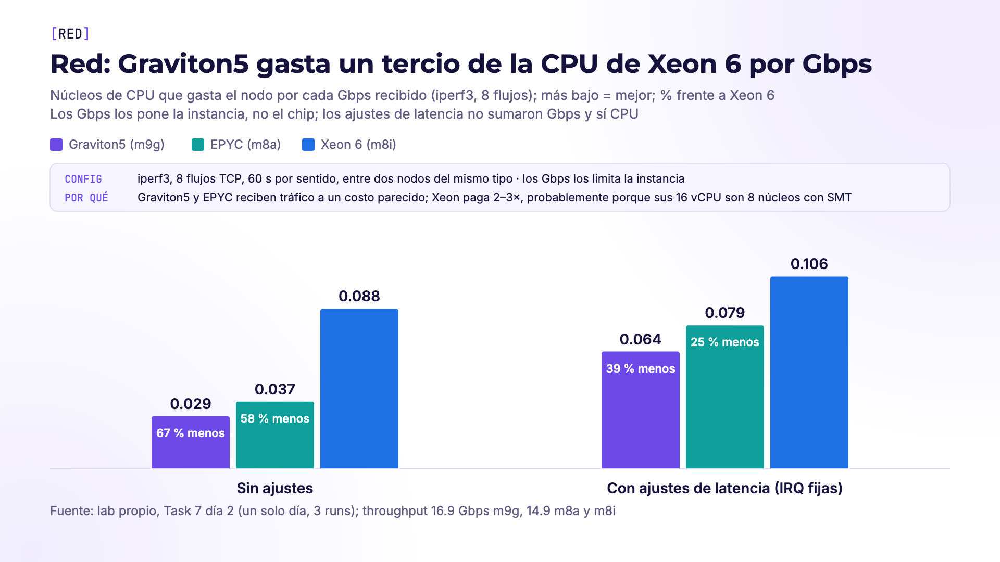 [RED]
Red: Graviton5 gasta un tercio de la CPU de Xeon 6 por Gbps
Núcleos de CPU que gasta el nodo por cada Gbps recibido (iperf3, 8 flujos); más bajo = mejor; % frente a Xeon 6
Los Gbps los pone la instancia, no el chip; los ajustes de latencia no sumaron Gbps y sí CPU
Graviton5 (m9g) EPYC (m8a) Xeon 6 (m8i)
CONFIG iperf3, 8 flujos TCP, 60 s por sentido, entre dos nodos del mismo tipo · los Gbps los limita la instancia
POR QUÉ Graviton5 y EPYC reciben tráfico a un costo parecido; Xeon paga 2–3×, probablemente porque sus 16 vCPU son 8 núcleos con SMT
0.029
67 % menos
0.037
58 % menos
0.088
0.064
39 % menos
0.079
25 % menos
0.106
Sin ajustes
Con ajustes de latencia (IRQ fijas)
Fuente: lab propio, Task 7 día 2 (un solo día, 3 runs); throughput 16.9 Gbps m9g, 14.9 m8a y m8i